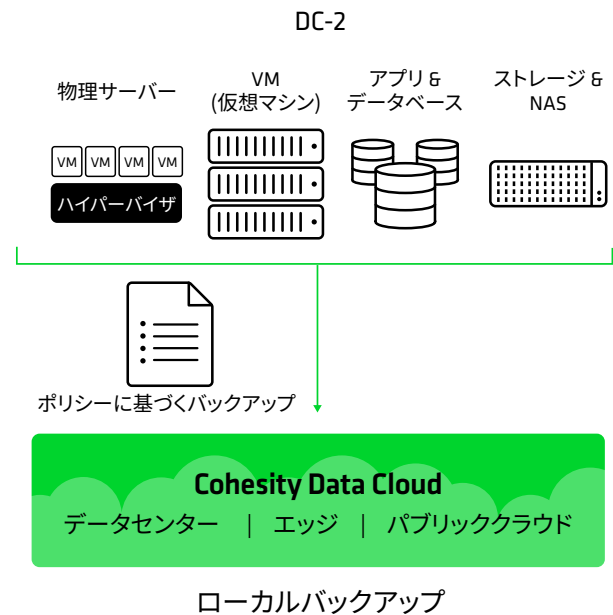 DC-2
物理サーバー
VM
(仮想マシン)
アプリ &
データベース
ストレージ &
NAS
VM VM VM VM
ハイパーバイザ
ポリシーに基づくバックアップ
Cohesity Data Cloud
データセンター | エッジ | パブリッククラウド
ローカルバックアップ